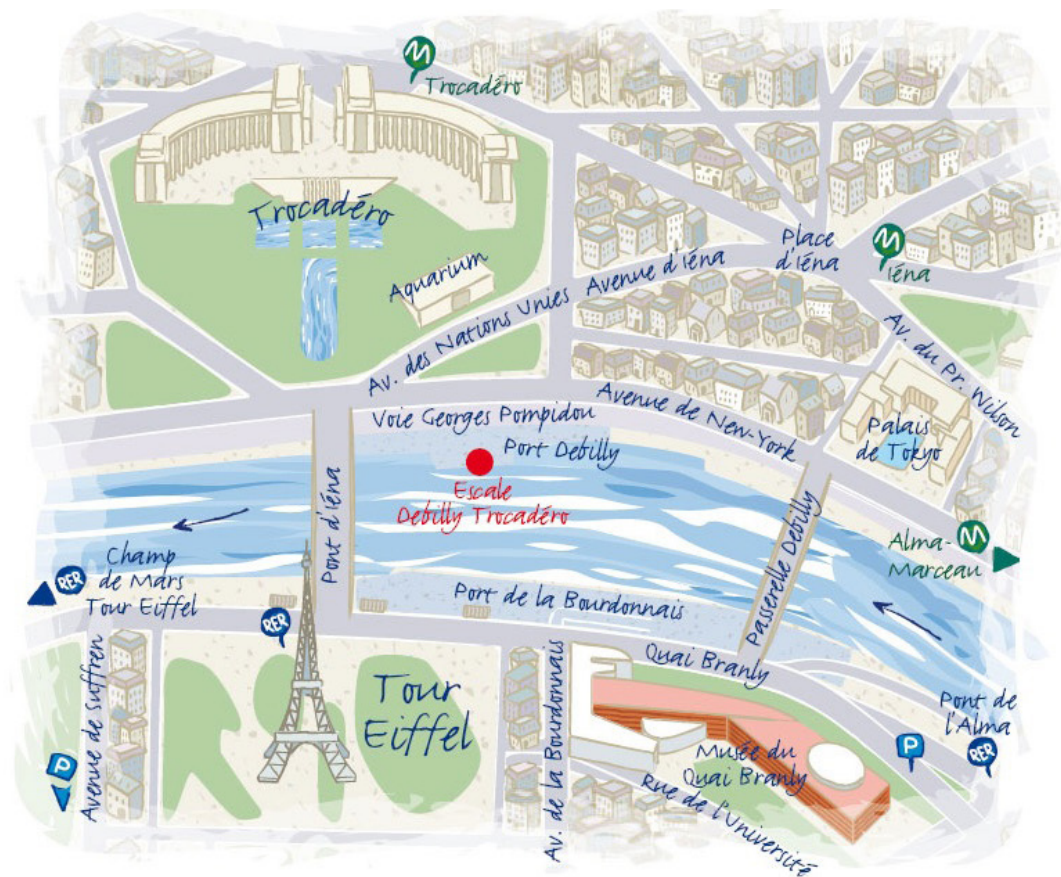 M
Trocadéro
Trocadéro
Aquarium
Place
d'Iéna
M
Iéna
Avenue d'Iéna
Av. des Nations Unies
Av. du Pr. Wilson
Voie Georges Pompidou
Avenue de New-York
Palais
de Tokyo
Port Debilly
Escale
Debilly Trocadéro
Pont d'Iéna
Passerelle Debilly
Alma-
Marceau
M
Champ
de Mars
Tour Eiffel
RER
RER
Port de la Bourdonnais
Quai Branly
Tour
Eiffel
Avenue de Suffren
P
Av. de la Bourdonnais
Musée du
Quai Branly
Rue de l'Université
Pont de
l'Alma
P
RER